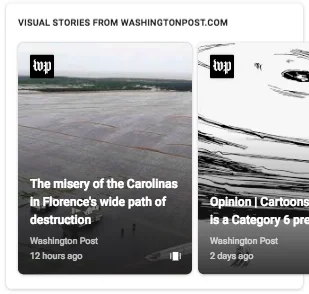 VISUAL STORIES FROM WASHINGTONPOST.COM
wp
The misery of the Carolinas
in Florence's wide path of
destruction
Washington Post
12 hours ago
wp
Opinion | Cartoons
is a Category 6 pre
Washington Post
2 days ago